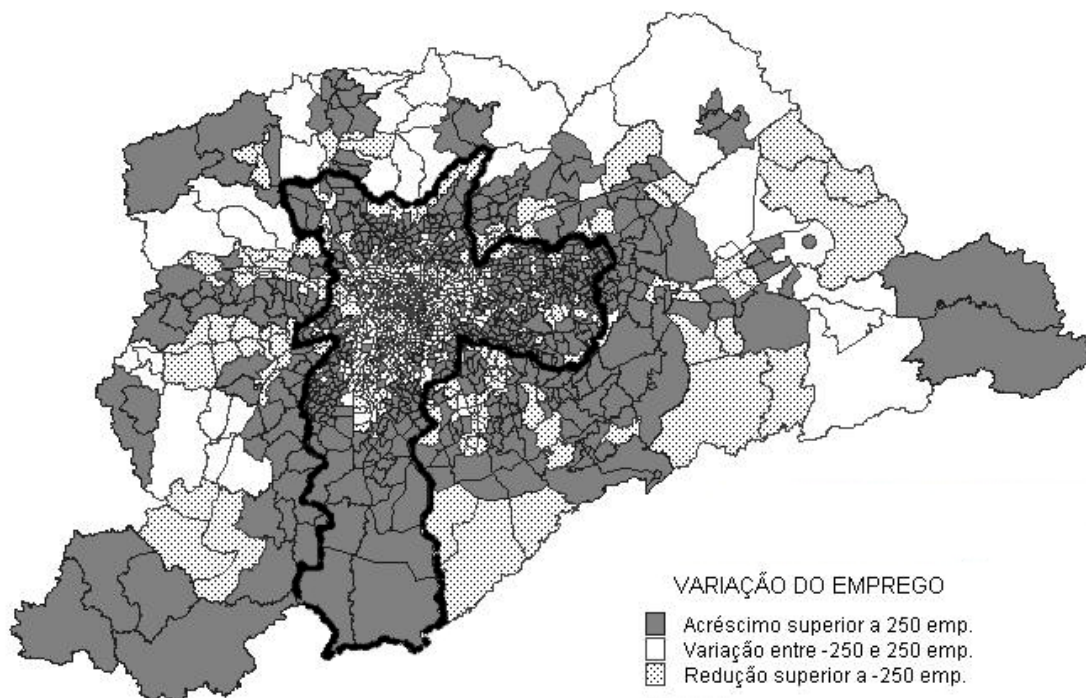 VARIAÇÃO DO EMPREGO
Acréscimo superior a 250 emp.
Variação entre -250 e 250 emp.
Redução superior a -250 emp.